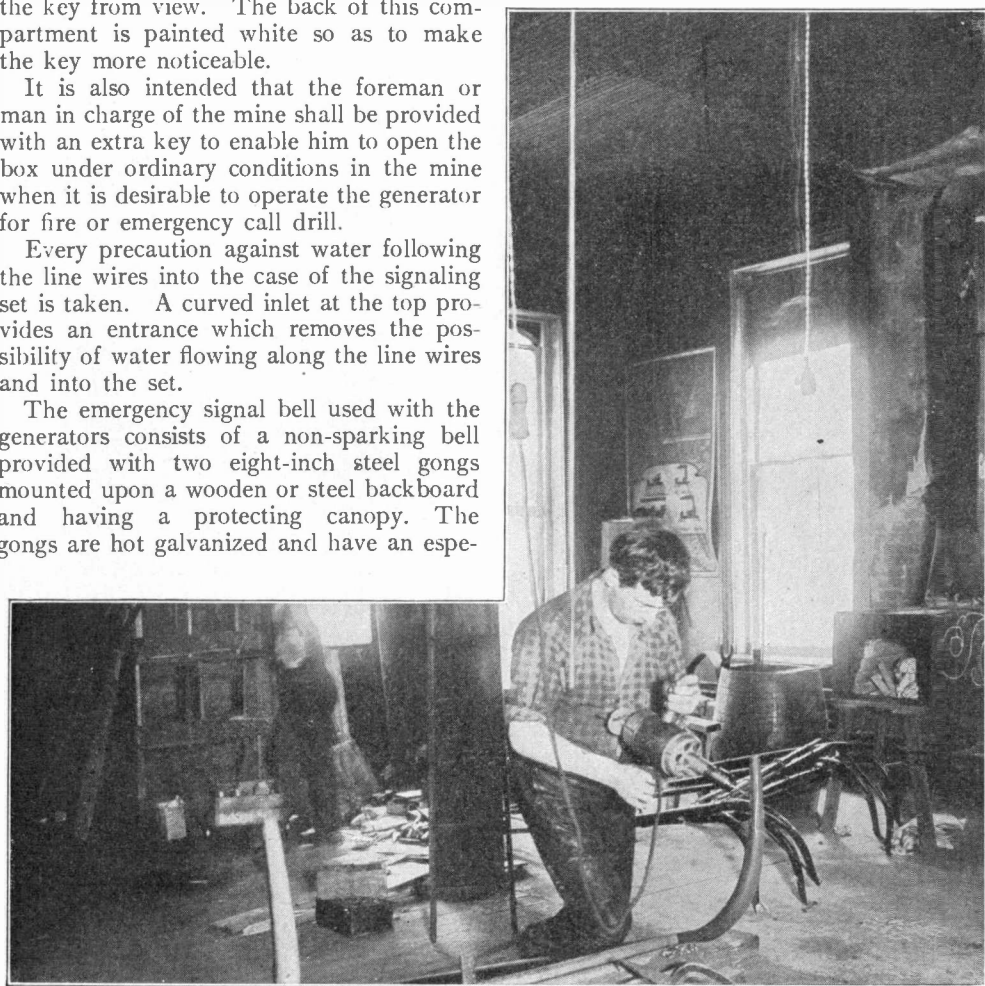 the key from view. The back of this com-
partment is painted white so as to make
the key more noticeable.
It is also intended that the foreman or
man in charge of the mine shall be provided
with an extra key to enable him to open the
box under ordinary conditions in the mine
when it is desirable to operate the generator
for fire or emergency call drill.
Every precaution against water following
the line wires into the case of the signaling
set is taken. A curved inlet at the top pro-
vides an entrance which removes the pos-
sibility of water flowing along the line wires
and into the set.
The emergency signal bell used with the
generators consists of a non-sparking bell
provided with two eight-inch steel gongs
mounted upon a wooden or steel backboard
and having a protecting canopy. The
gongs are hot galvanized and have an espe-